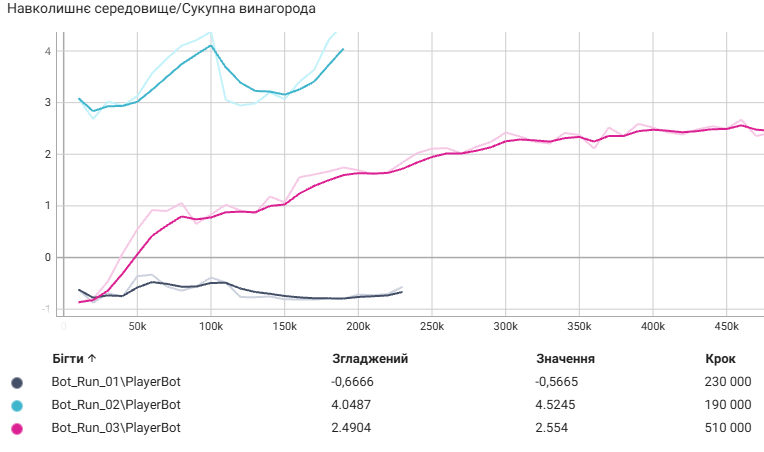 Навколишнє середовище/Сукупна винагорода
4
3
2
1
0
-1
0 50k 100k 150k 200k 250k 300k 350k 400k 450k
Бігти ↑ Згладжений Значення Крок
Bot_Run_01\PlayerBot -0,6666 -0,5665 230 000
Bot_Run_02\PlayerBot 4.0487 4.5245 190 000
Bot_Run_03\PlayerBot 2.4904 2.554 510 000